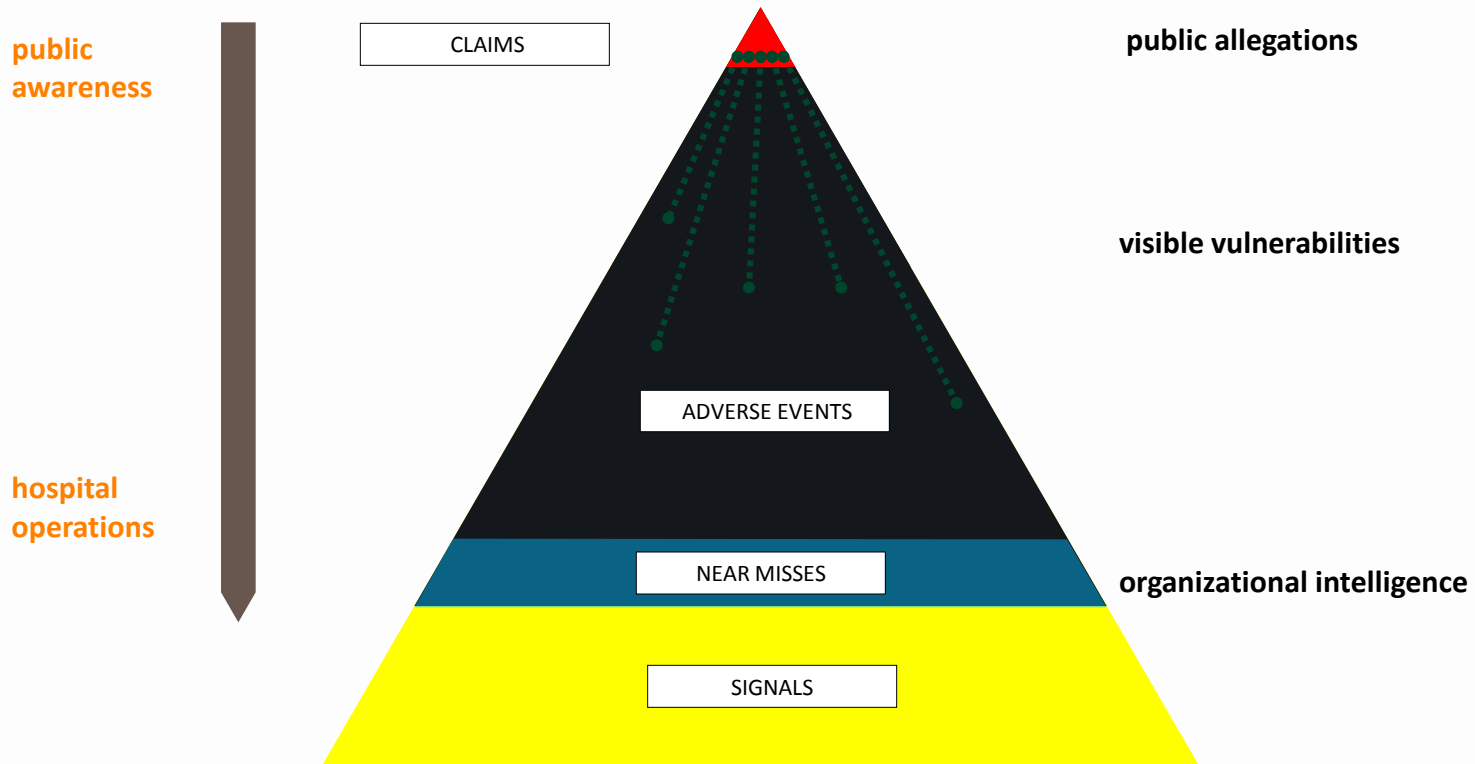 public
awareness
CLAIMS
public allegations
visible vulnerabilities
ADVERSE EVENTS
hospital
operations
NEAR MISSES
organizational intelligence
SIGNALS